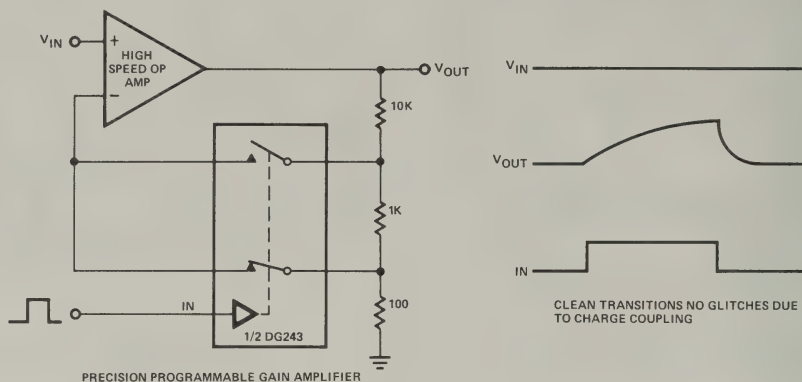 V_IN
+
HIGH
SPEED OP
AMP
−
V_OUT
10K
1K
100
IN
1/2 DG243
PRECISION PROGRAMMABLE GAIN AMPLIFIER
V_IN
V_OUT
IN
CLEAN TRANSITIONS NO GLITCHES DUE
TO CHARGE COUPLING